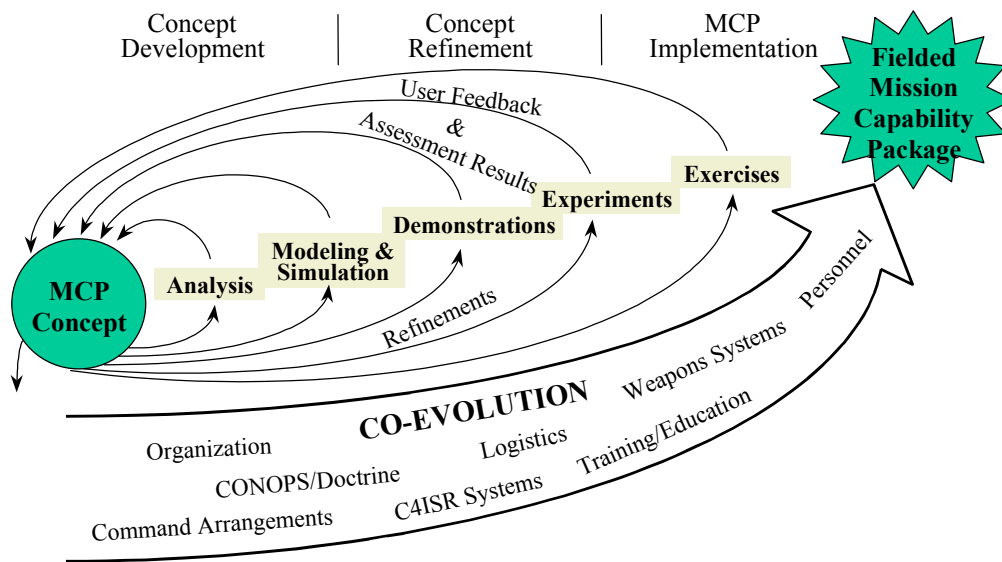 Concept
Development
Concept
Refinement
MCP
Implementation
Fielded
Mission
Capability
Package
User Feedback
&
Assessment Results
Exercises
Experiments
Demonstrations
Modeling &
Simulation
Analysis
MCP
Concept
Refinements
Personnel
Weapons Systems
CO-EVOLUTION
Training/Education
Logistics
Organization
CONOPS/Doctrine
C4ISR Systems
Command Arrangements